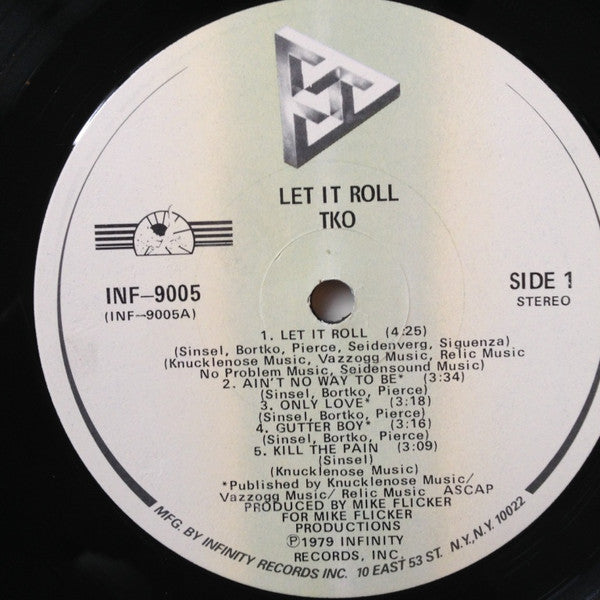 LET IT ROLL
TKO
INF-9005
(INF-9005A)
SIDE 1
STEREO
1. LET IT ROLL (4:25)
(Sinsel, Bortko, Pierce, Seidenverg, Siguenza)
(Knucklenose Music, Vazzogg Music, Relic Music
No Problem Music, Seidensound Music)
2. AIN'T NO WAY TO BE* (3:34)
(Sinsel, Bortko, Pierce)
3. ONLY LOVE* (3:18)
(Sinsel, Bortko, Pierce)
4. GUTTER BOY* (3:16)
(Sinsel, Bortko, Pierce)
5. KILL THE PAIN (3:09)
(Sinsel)
(Knucklenose Music)
*Published by Knucklenose Music/
Vazzogg Music/ Relic Music ASCAP
PRODUCED BY MIKE FLICKER
FOR MIKE FLICKER
PRODUCTIONS
Ⓟ1979 INFINITY
RECORDS, INC.
MFG. BY INFINITY RECORDS INC. 10 EAST 53 ST. N.Y., N.Y. 10022